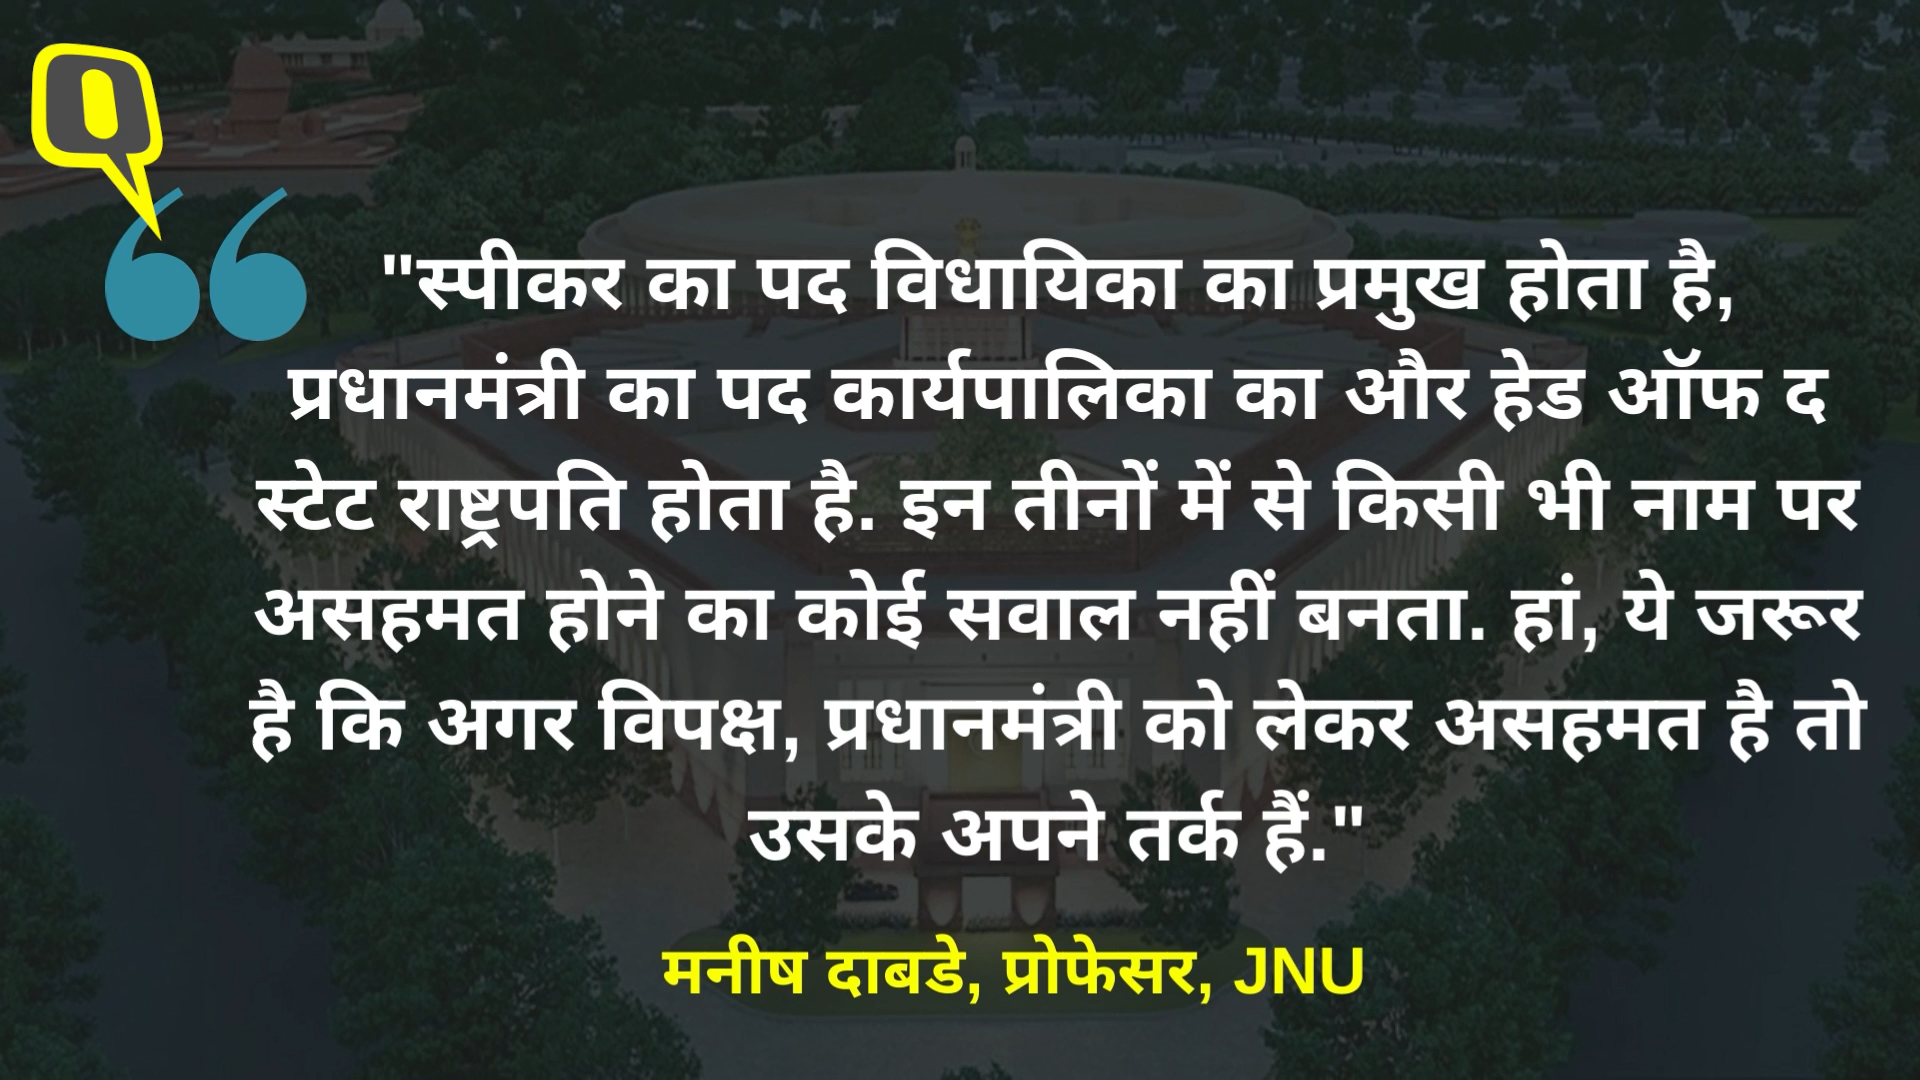 "स्पीकर का पद विधायिका का प्रमुख होता है,
प्रधानमंत्री का पद कार्यपालिका का और हेड ऑफ द
स्टेट राष्ट्रपति होता है. इन तीनों में से किसी भी नाम पर
असहमत होने का कोई सवाल नहीं बनता. हां, ये जरूर
है कि अगर विपक्ष, प्रधानमंत्री को लेकर असहमत है तो
उसके अपने तर्क हैं."
मनीष दाबडे, प्रोफेसर, JNU